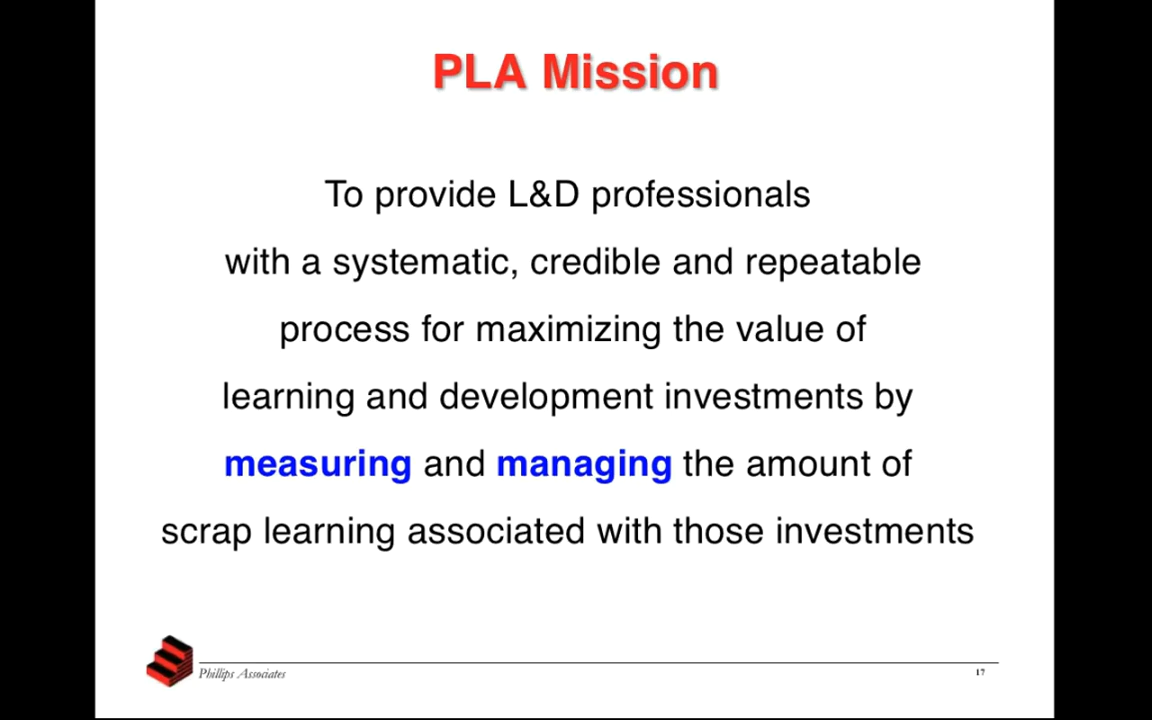 PLA Mission
To provide L&D professionals
with a systematic, credible and repeatable
process for maximizing the value of
learning and development investments by
measuring and managing the amount of
scrap learning associated with those investments
Phillips Associates
17